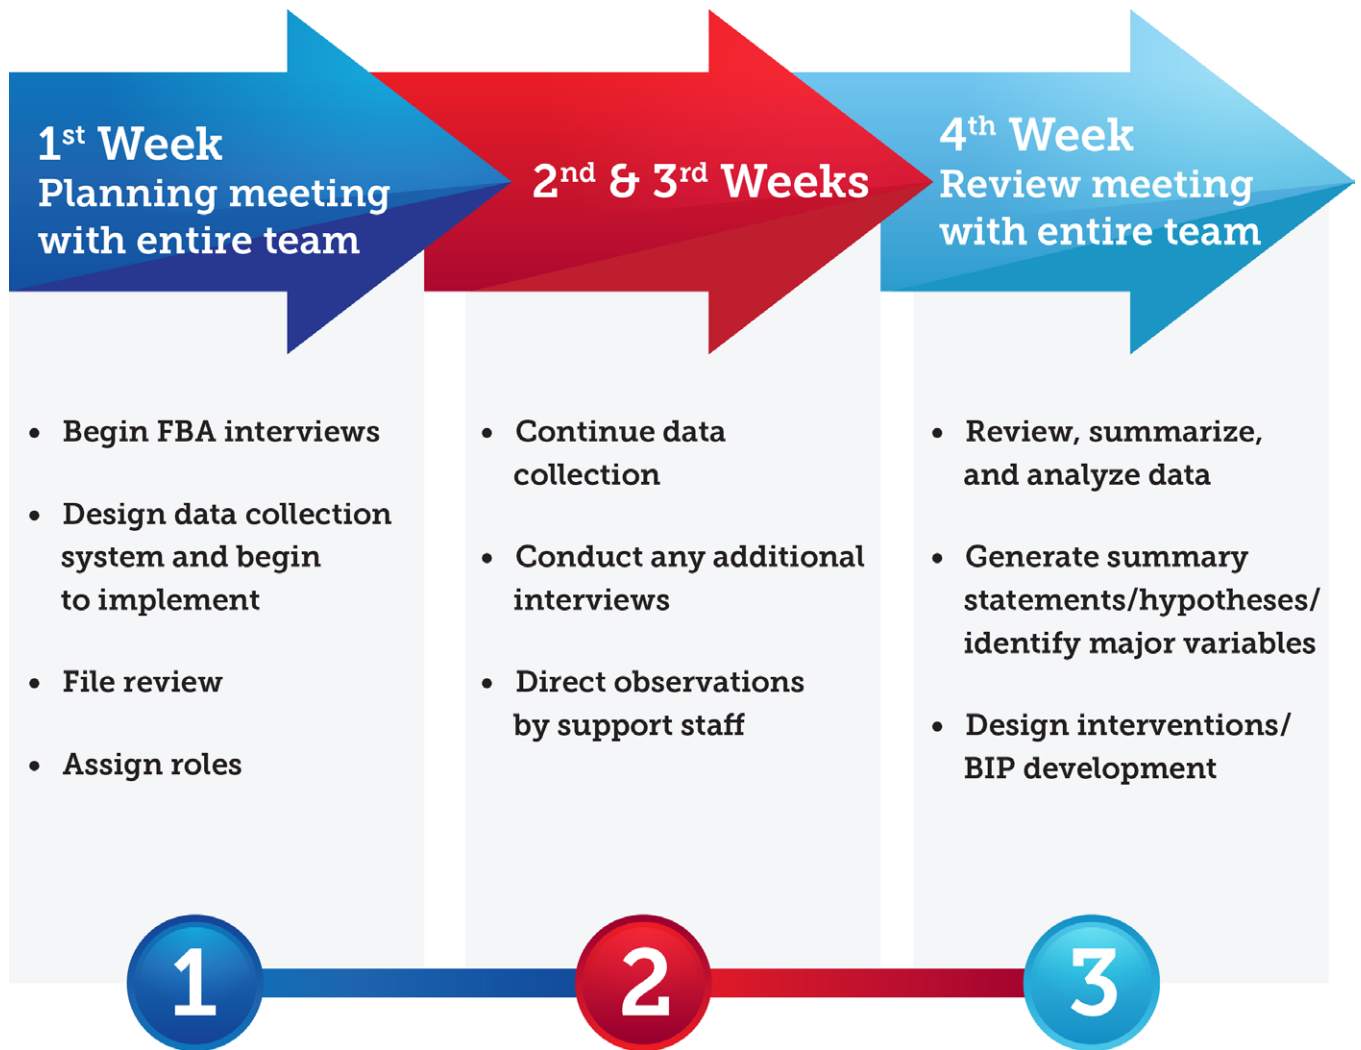 1st Week
Planning meeting
with entire team
• Begin FBA interviews
• Design data collection
system and begin
to implement
• File review
• Assign roles
2nd & 3rd Weeks
• Continue data
collection
• Conduct any additional
interviews
• Direct observations
by support staff
4th Week
Review meeting
with entire team
• Review, summarize,
and analyze data
• Generate summary
statements/hypotheses/
identify major variables
• Design interventions/
BIP development
1
2
3